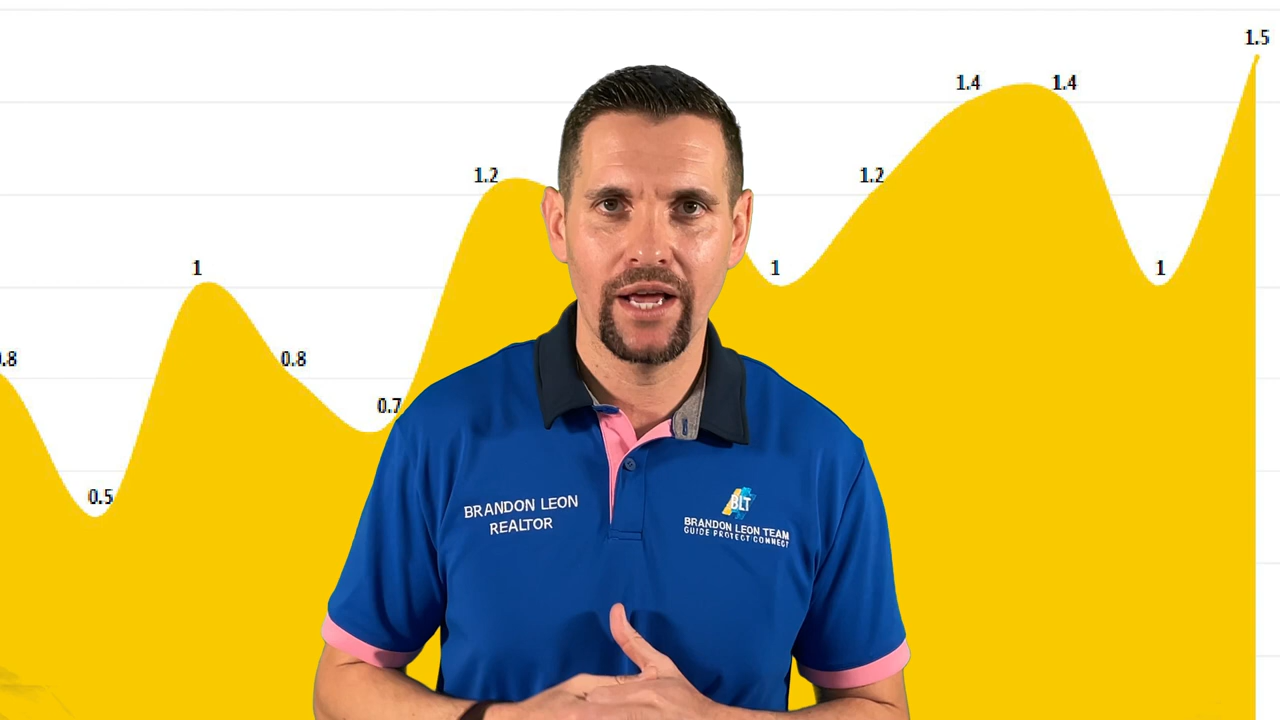 1.5
1.4
1.4
1.2
1.2
1
1
1
.8
0.8
0.7
0.5
BRANDON LEON
REALTOR
BLT
BRANDON LEON TEAM
GUIDE PROTECT CONNECT